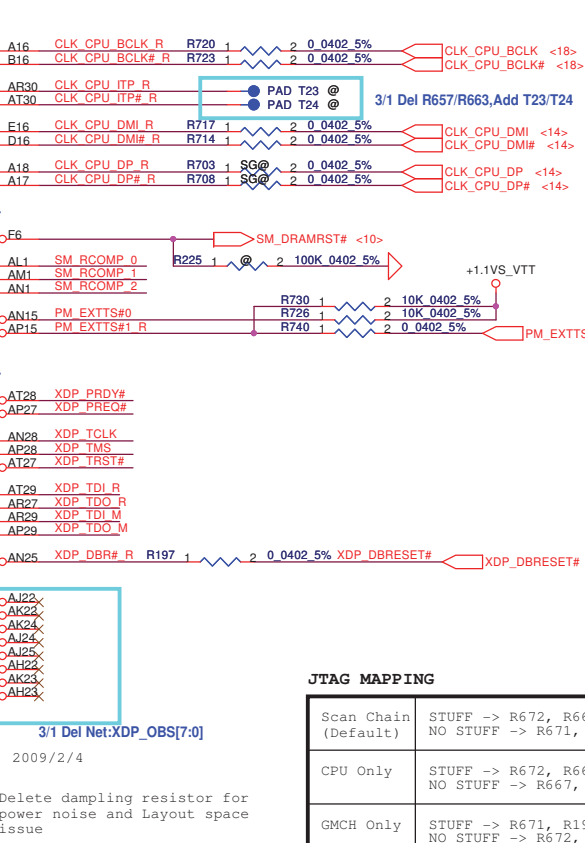 A16 CLK_CPU_BCLK_R R720 1 2 0_0402_5% CLK_CPU_BCLK <18>
B16 CLK_CPU_BCLK#_R R723 1 2 0_0402_5% CLK_CPU_BCLK# <18>
AR30 CLK_CPU_ITP_R PAD T23 @
AT30 CLK_CPU_ITP#_R PAD T24 @
3/1 Del R657/R663,Add T23/T24
E16 CLK_CPU_DMI_R R717 1 2 0_0402_5% CLK_CPU_DMI <14>
D16 CLK_CPU_DMI#_R R714 1 2 0_0402_5% CLK_CPU_DMI# <14>
A18 CLK_CPU_DP_R R703 1 SG@ 2 0_0402_5% CLK_CPU_DP <14>
A17 CLK_CPU_DP#_R R708 1 SG@ 2 0_0402_5% CLK_CPU_DP# <14>
F6 SM_DRAMRST# <10>
AL1 SM_RCOMP_0 R225 1 @ 2 100K_0402_5%
AM1 SM_RCOMP_1
AN1 SM_RCOMP_2
+1.1VS_VTT
R730 1 2 10K_0402_5%
AN15 PM_EXTTS#0 R726 1 2 10K_0402_5%
AP15 PM_EXTTS#1_R R740 1 2 0_0402_5% PM_EXTTS
AT28 XDP_PRDY#
AP27 XDP_PREQ#
AN28 XDP_TCLK
AP28 XDP_TMS
AT27 XDP_TRST#
AT29 XDP_TDI_R
AR27 XDP_TDO_R
AR29 XDP_TDI_M
AP29 XDP_TDO_M
AN25 XDP_DBR#_R R197 1 2 0_0402_5% XDP_DBRESET# XDP_DBRESET#
AJ22
AK22
AK24
AJ24
AJ25
AH22
AK23
AH23
3/1 Del Net:XDP_OBS[7:0]
2009/2/4
Delete dampling resistor for
power noise and Layout space
issue
JTAG MAPPING
Scan Chain (Default) STUFF -> R672, R66
NO STUFF -> R671,
CPU Only STUFF -> R672, R66
NO STUFF -> R667,
GMCH Only STUFF -> R671, R19
NO STUFF -> R672,